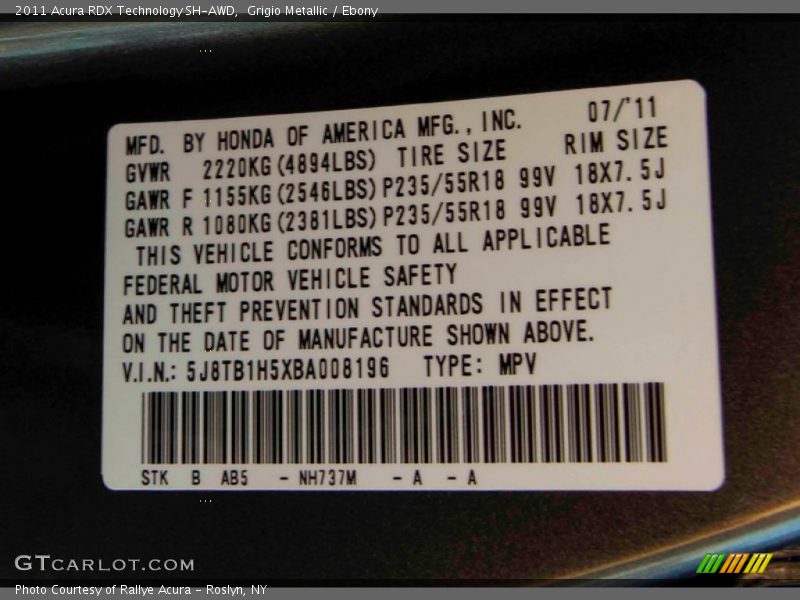 2011 Acura RDX Technology SH-AWD,  Grigio Metallic / Ebony
MFD. BY HONDA OF AMERICA MFG., INC. 07/'11
GVWR 2220KG(4894LBS) TIRE SIZE RIM SIZE
GAWR F 1155KG(2546LBS) P235/55R18 99V 18X7.5J
GAWR R 1080KG(2381LBS) P235/55R18 99V 18X7.5J
THIS VEHICLE CONFORMS TO ALL APPLICABLE
FEDERAL MOTOR VEHICLE SAFETY
AND THEFT PREVENTION STANDARDS IN EFFECT
ON THE DATE OF MANUFACTURE SHOWN ABOVE.
V.I.N.: 5J8TB1H5XBA008196 TYPE: MPV
STK B AB5 - NH737M - A - A
GTCARLOT.COM
Photo Courtesy of Rallye Acura - Roslyn, NY